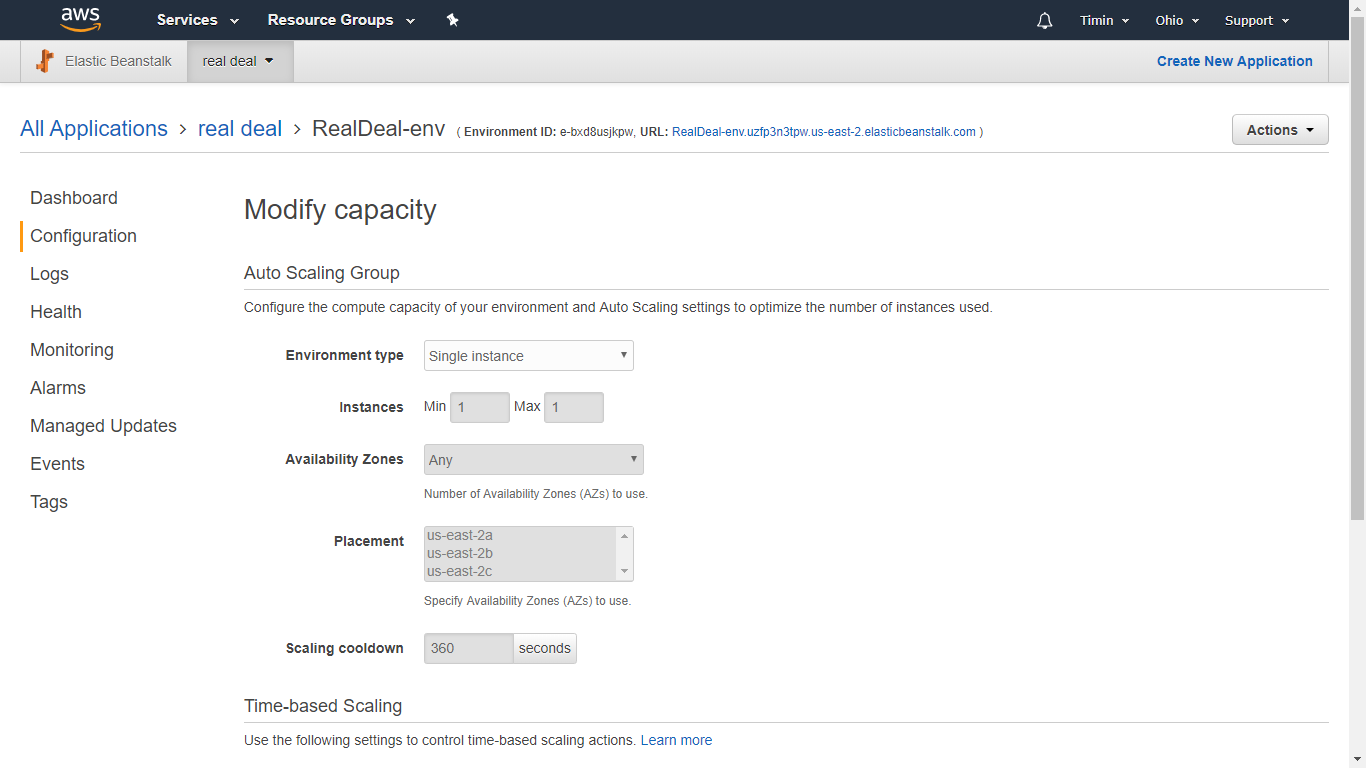 aws Services Resource Groups Timin Ohio Support
Elastic Beanstalk real deal Create New Application
All Applications > real deal > RealDeal-env ( Environment ID: e-bxd8usjkpw, URL: RealDeal-env.uzfp3n3tpw.us-east-2.elasticbeanstalk.com ) Actions
Dashboard
Configuration
Logs
Health
Monitoring
Alarms
Managed Updates
Events
Tags
Modify capacity
Auto Scaling Group
Configure the compute capacity of your environment and Auto Scaling settings to optimize the number of instances used.
Environment type Single instance
Instances Min 1 Max 1
Availability Zones Any
Number of Availability Zones (AZs) to use.
Placement us-east-2a
us-east-2b
us-east-2c
Specify Availability Zones (AZs) to use.
Scaling cooldown 360 seconds
Time-based Scaling
Use the following settings to control time-based scaling actions. Learn more